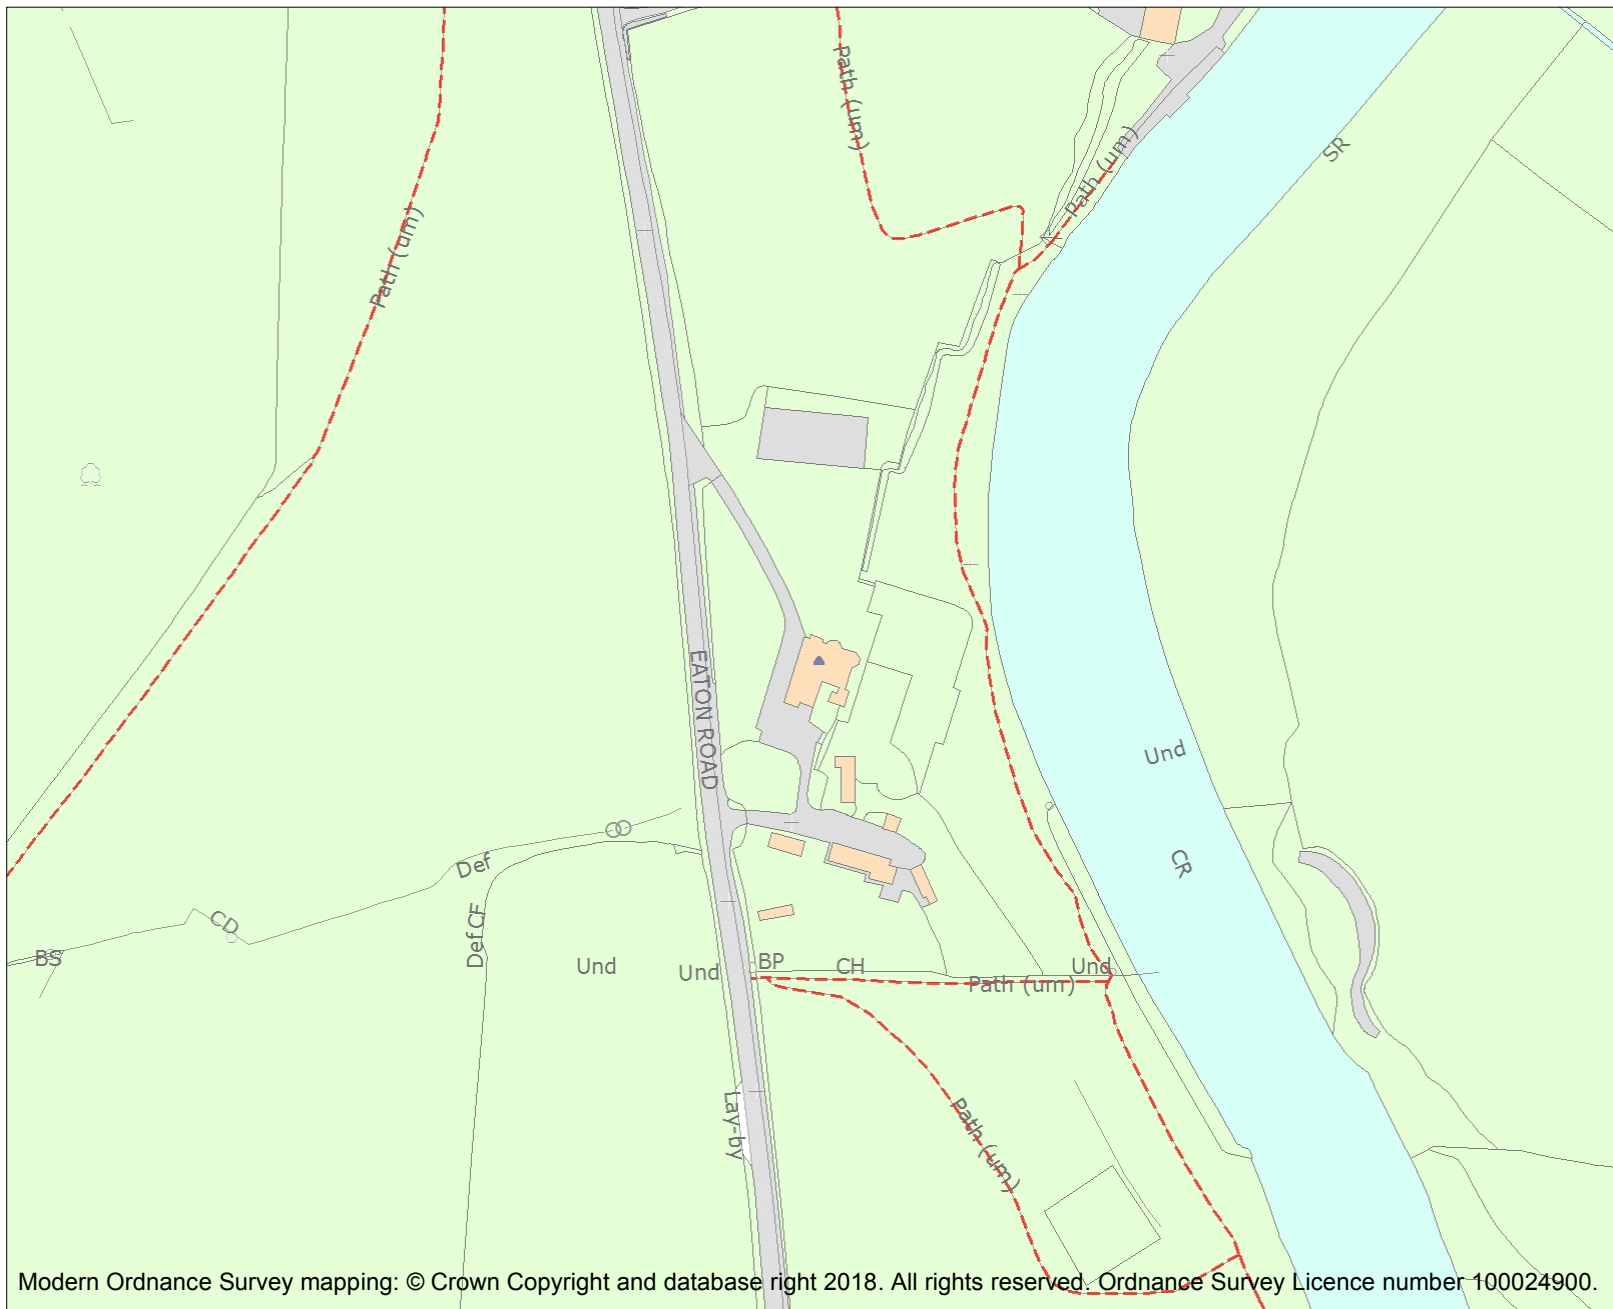 Path (um)
Path (um)
SR
Path (um)
EATON ROAD
Und
Def
CR
CD
Def
CF
BS
Und
Und
BP
CH
Und
Path (um)
Lay-by
Path (um)
Modern Ordnance Survey mapping: © Crown Copyright and database right 2018. All rights reserved. Ordnance Survey Licence number 100024900.